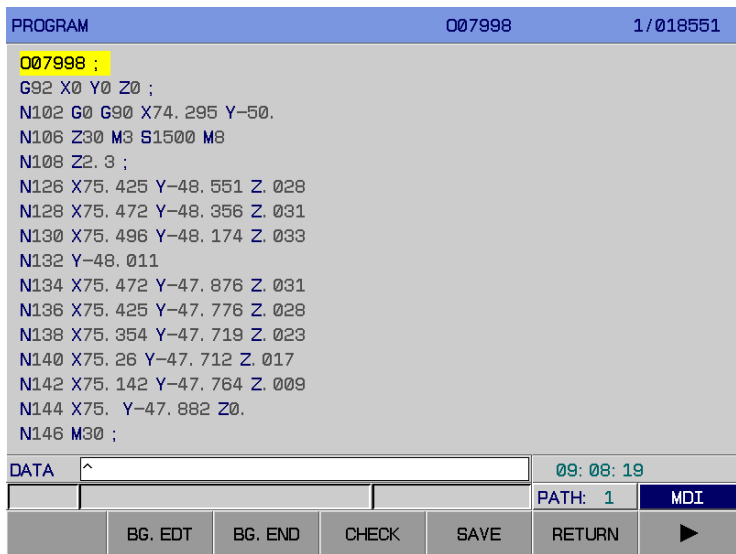 PROGRAM O07998 1/018551
O07998 ;
G92 X0 Y0 Z0 ;
N102 G0 G90 X74.295 Y-50.
N106 Z30 M3 S1500 M8
N108 Z2.3 ;
N126 X75.425 Y-48.551 Z.028
N128 X75.472 Y-48.356 Z.031
N130 X75.496 Y-48.174 Z.033
N132 Y-48.011
N134 X75.472 Y-47.876 Z.031
N136 X75.425 Y-47.776 Z.028
N138 X75.354 Y-47.719 Z.023
N140 X75.26 Y-47.712 Z.017
N142 X75.142 Y-47.764 Z.009
N144 X75. Y-47.882 Z0.
N146 M30 ;
DATA ^ 09:08:19
PATH: 1 MDI
BG.EDT BG.END CHECK SAVE RETURN ▶